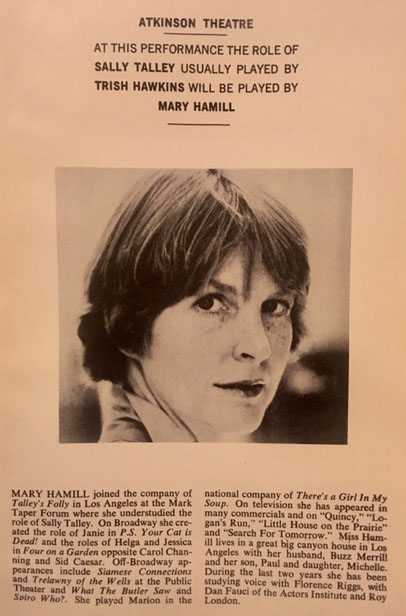 ATKINSON THEATRE
AT THIS PERFORMANCE THE ROLE OF
SALLY TALLEY USUALLY PLAYED BY
TRISH HAWKINS WILL BE PLAYED BY
MARY HAMILL
MARY HAMILL joined the company of
Talley's Folly in Los Angeles at the Mark
Taper Forum where she understudied the
role of Sally Talley. On Broadway she cre-
ated the role of Janie in P.S. Your Cat is
Dead! and the roles of Helga and Jessica
in Four on a Garden opposite Carol Chan-
ning and Sid Caesar. Off-Broadway ap-
pearances include Siamese Connections
and Trelawny of the Wells at the Public
Theater and What The Butler Saw and
Spiro Who?. She played Marion in the
national company of There's a Girl In My
Soup. On television she has appeared in
many commercials and on "Quincy," "Lo-
gan's Run," "Little House on the Prairie"
and "Search For Tomorrow." Miss Ham-
ill lives in a great big canyon house in Los
Angeles with her husband, Buzz Merrill
and her son, Paul and daughter, Michelle.
During the last two years she has been
studying voice with Florence Riggs, with
Dan Fauci of the Actors Institute and Roy
London.